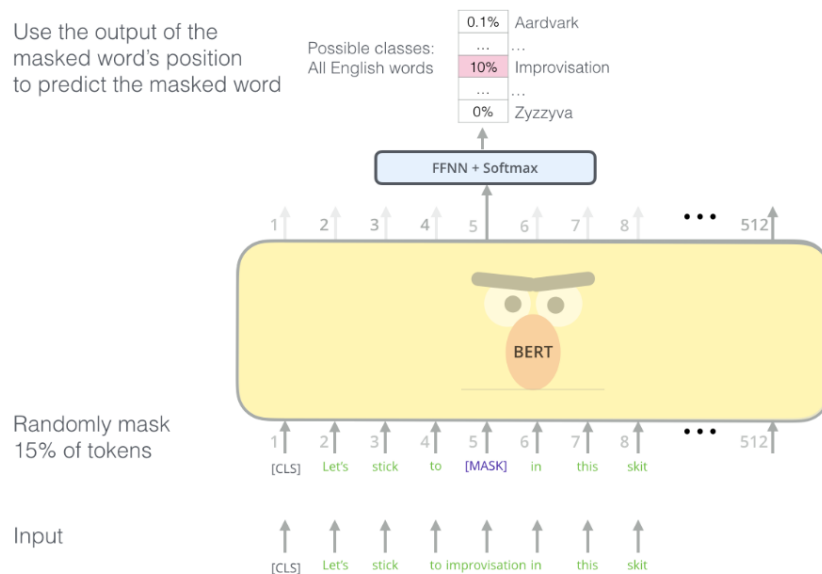 Use the output of the
masked word's position
to predict the masked word
Possible classes:
All English words
0.1% Aardvark
... ...
10% Improvisation
... ...
0% Zyzzyva
FFNN + Softmax
1 2 3 4 5 6 7 8 ••• 512
BERT
Randomly mask
15% of tokens
1 2 3 4 5 6 7 8 ••• 512
[CLS] Let's stick to [MASK] in this skit
Input
[CLS] Let's stick to improvisation in this skit